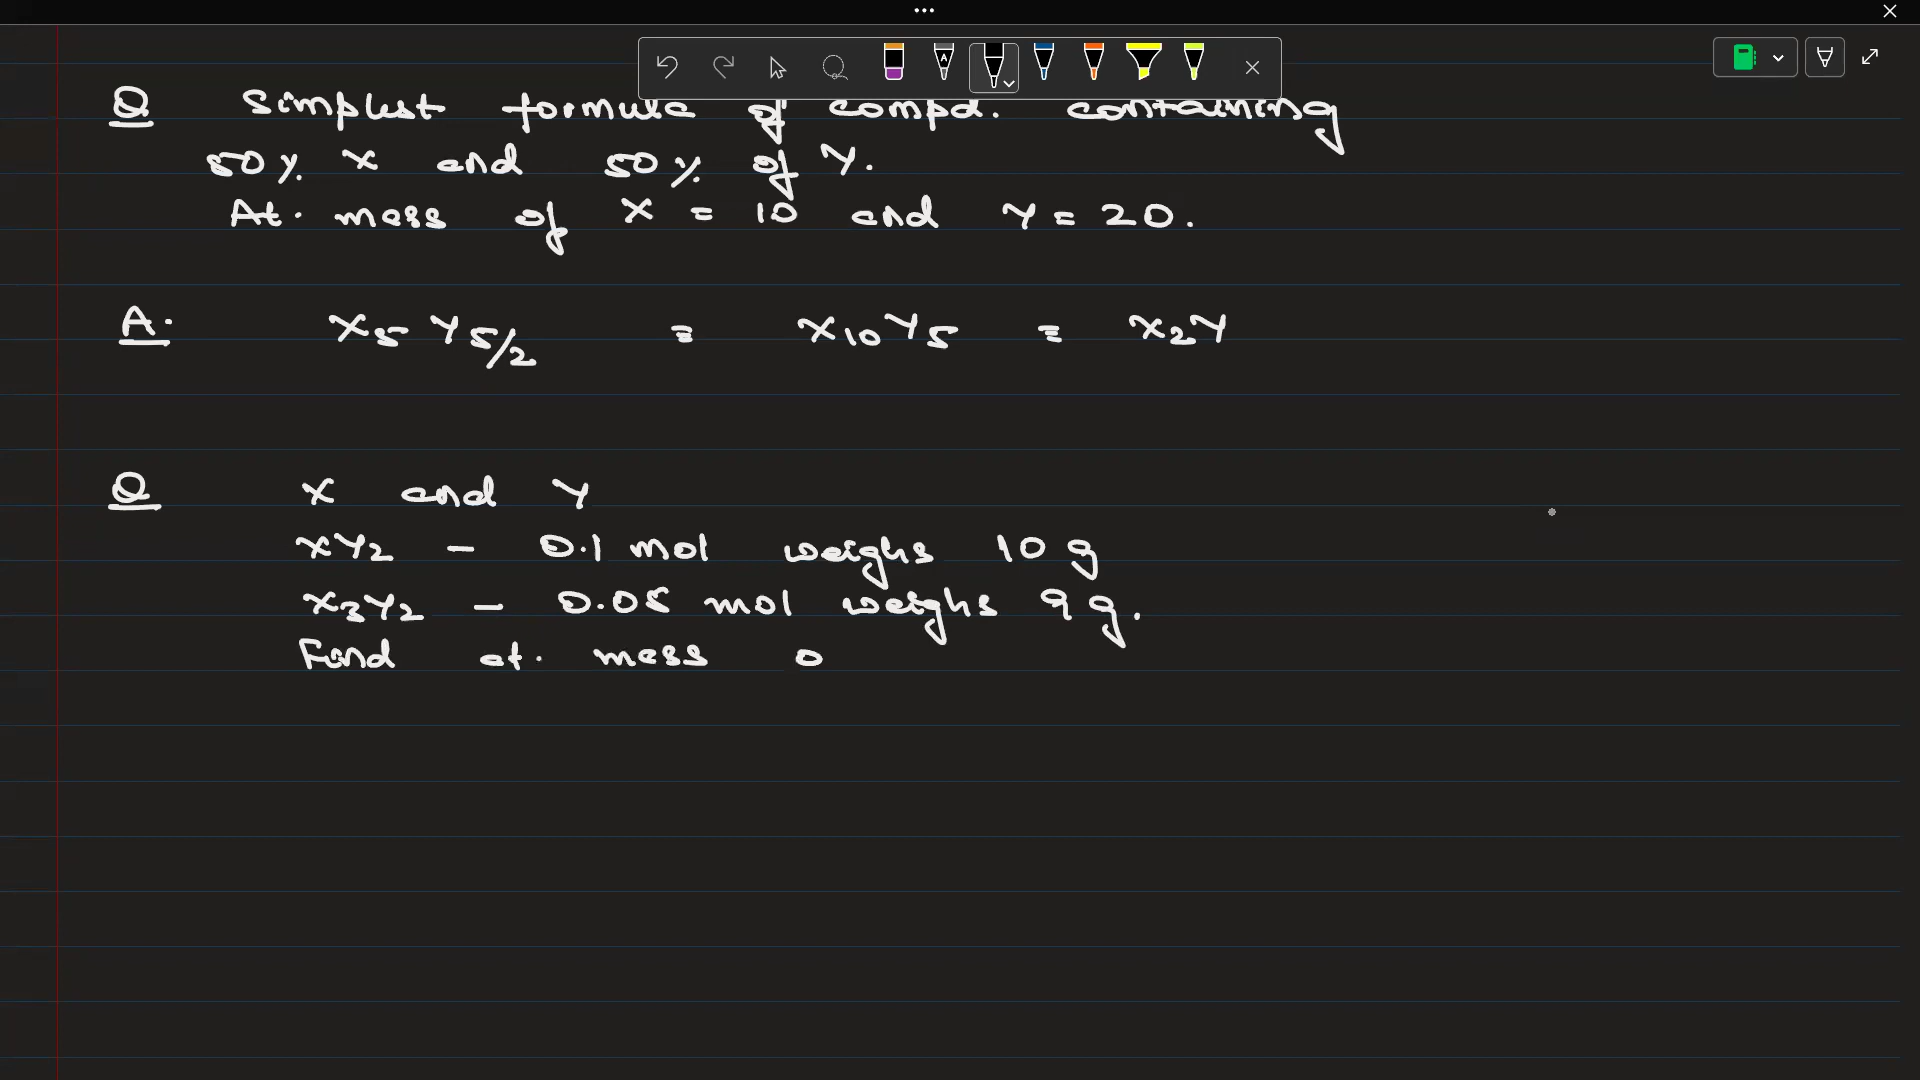 Q Simplest formula of compd. containing
50% X and 50% of Y.
At. mass of X = 10 and Y = 20.
A. X₅ Y₅/₂ ≡ X₁₀Y₅ ≡ X₂Y
Q X and Y
XY₂ – 0.1 mol weighs 10 g
X₃Y₂ – 0.05 mol weighs 9 g.
Find at. mass o